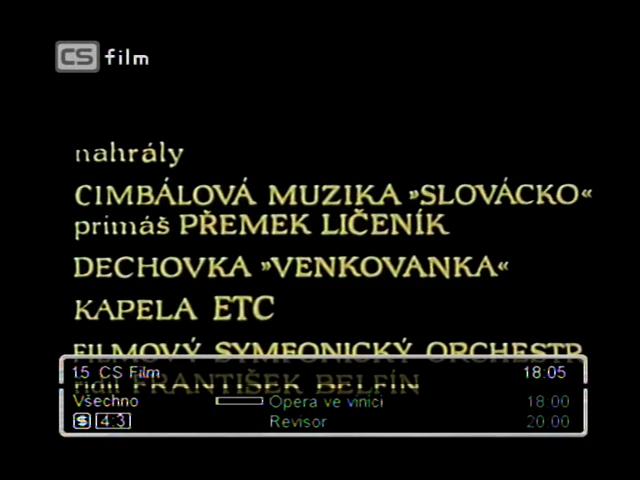 CS film
nahrály
CIMBÁLOVÁ MUZIKA »SLOVÁCKO«
primáš PŘEMEK LIČENÍK
DECHOVKA »VENKOVANKA«
KAPELA ETC
FILMOVÝ SYMFONICKÝ ORCHESTR
řídil FRANTIŠEK BELFÍN
15 CS Film 18:05
Všechno Opera ve vinici 18:00
S 4:3 Revisor 20:00